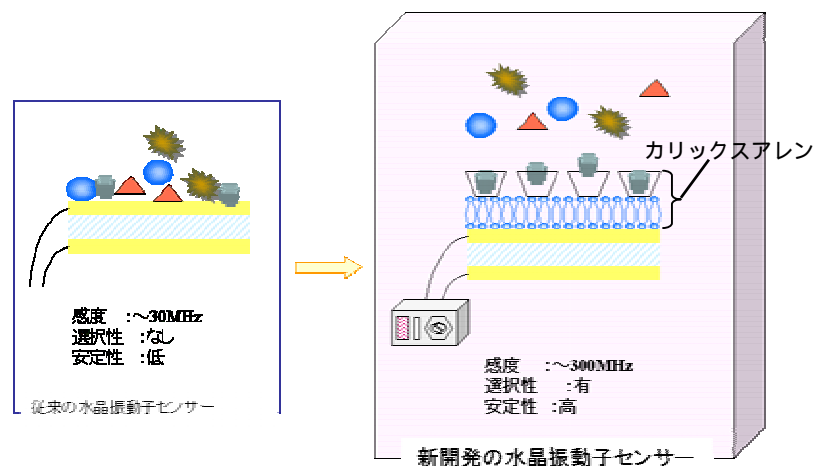 感度 :~30MHz
選択性 :なし
安定性 :低
従来の水晶振動子センサー
カリックスアレン
感度 :~300MHz
選択性 :有
安定性 :高
新開発の水晶振動子センサー